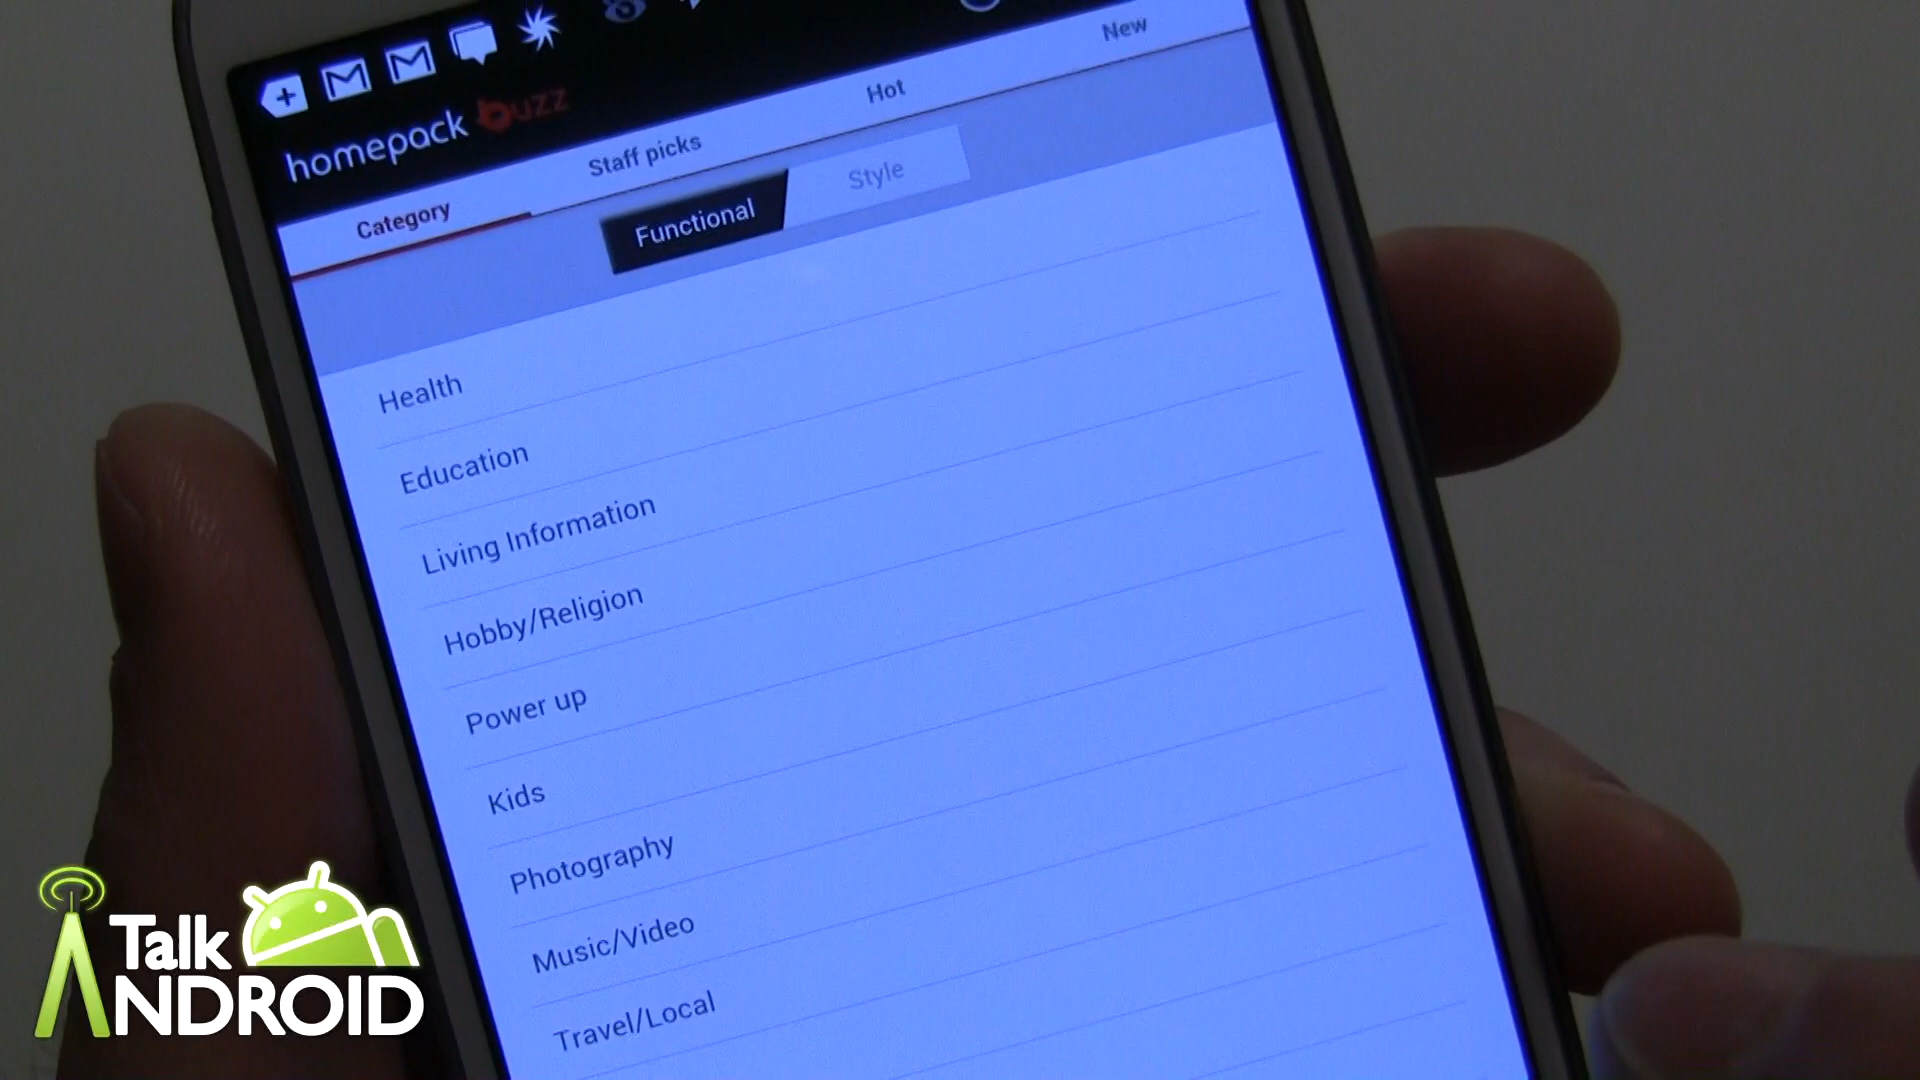 homepack buzz
Category Staff picks Hot New
Functional Style
Health
Education
Living Information
Hobby/Religion
Power up
Kids
Photography
Music/Video
Travel/Local
Talk
ANDROID